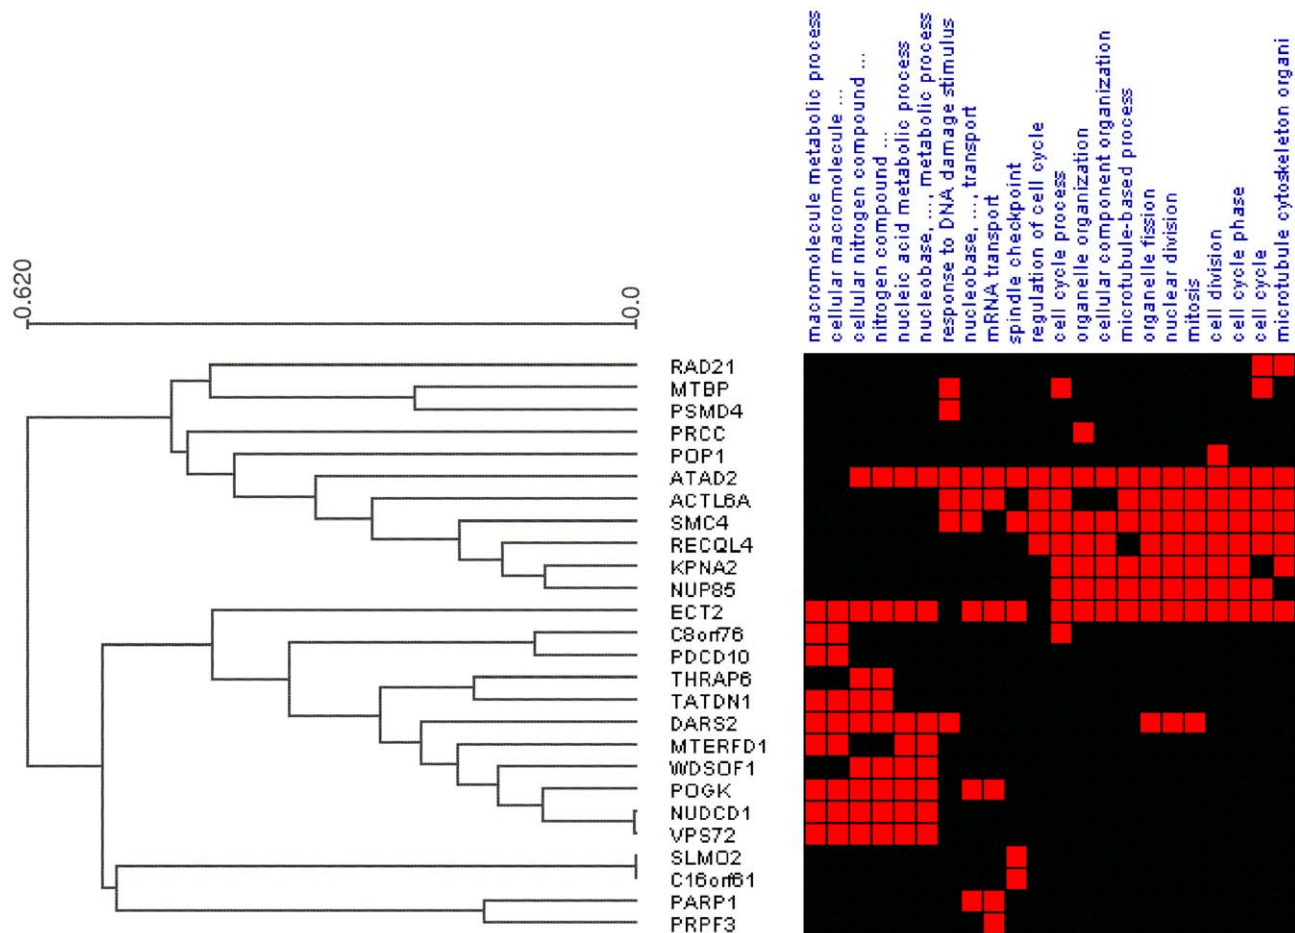 macromolecule metabolic process
cellular macromolecule ...
cellular nitrogen compound ...
nitrogen compound ...
nucleic acid metabolic process
nucleobase, ..., metabolic process
response to DNA damage stimulus
nucleobase, ..., transport
mRNA transport
spindle checkpoint
regulation of cell cycle
cell cycle process
organelle organization
cellular component organization
microtubule-based process
organelle fission
nuclear division
mitosis
cell division
cell cycle phase
cell cycle
microtubule cytoskeleton organi
0.620
0.0
RAD21
MTBP
PSMD4
PRCC
POP1
ATAD2
ACTL6A
SMC4
RECQL4
KPNA2
NUP85
ECT2
C8orf76
PDCD10
THRAP6
TATDN1
DARS2
MTERFD1
WDSOF1
POGK
NUDCD1
VPS72
SLMO2
C16orf61
PARP1
PRPF3